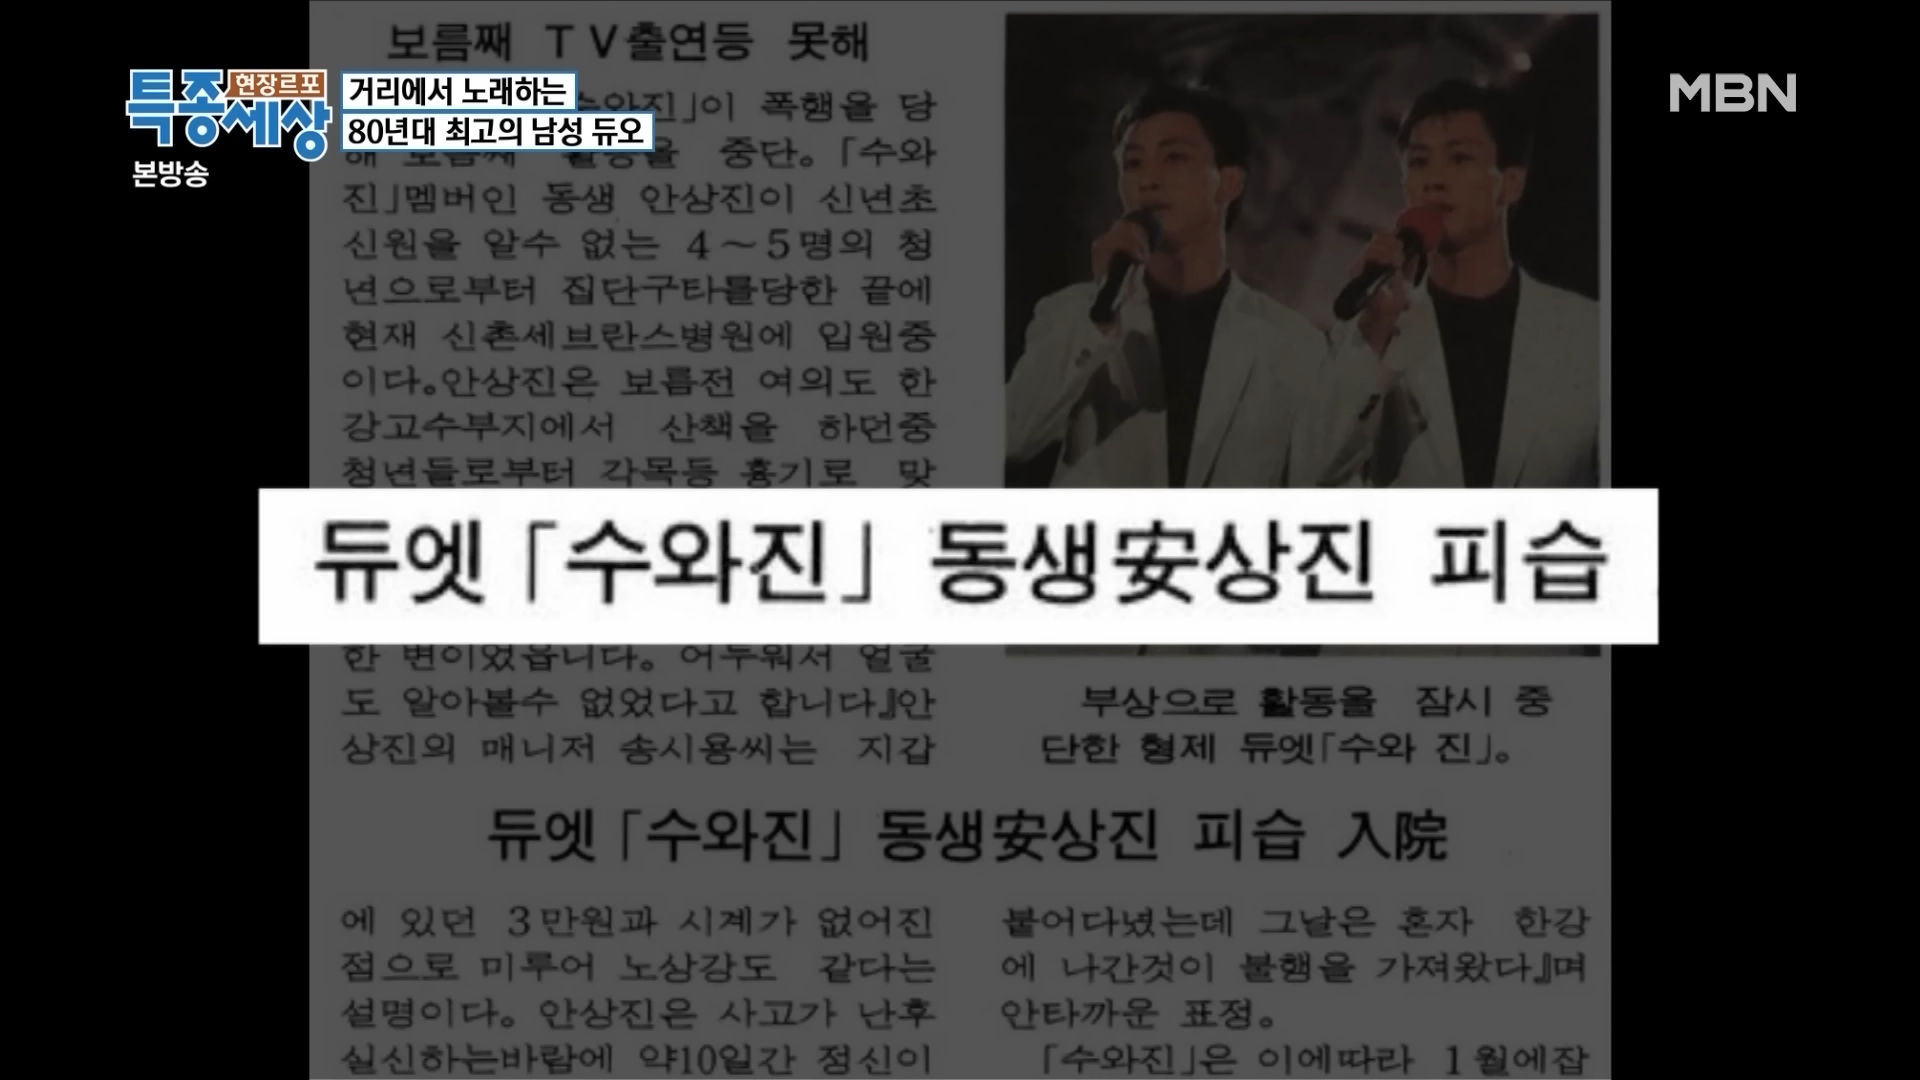 현장르포
특종세상
본방송
거리에서 노래하는
80년대 최고의 남성 듀오
MBN
보름째 TV출연등 못해
수와진」이 폭행을 당
해 보름째 활동을 중단。「수와
진」멤버인 동생 안상진이 신년초
신원을 알수 없는 4～5명의 청
년으로부터 집단구타를당한 끝에
현재 신촌세브란스병원에 입원중
이다。안상진은 보름전 여의도 한
강고수부지에서 산책을 하던중
청년들로부터 각목등 흉기로 맞
듀엣「수와진」 동생安상진 피습
한 변이었읍니다。 어두워서 얼굴
도 알아볼수 없었다고 합니다』안
상진의 매니저 송시용씨는 지갑
부상으로 활동을 잠시 중
단한 형제 듀엣「수와 진」。
듀엣「수와진」 동생安상진 피습 入院
에 있던 3만원과 시계가 없어진
점으로 미루어 노상강도 같다는
설명이다。 안상진은 사고가 난후
실신하는바람에 약10일간 정신이
붙어다녔는데 그날은 혼자 한강
에 나간것이 불행을 가져왔다』며
안타까운 표정。
「수와진」은 이에따라 1월에잡